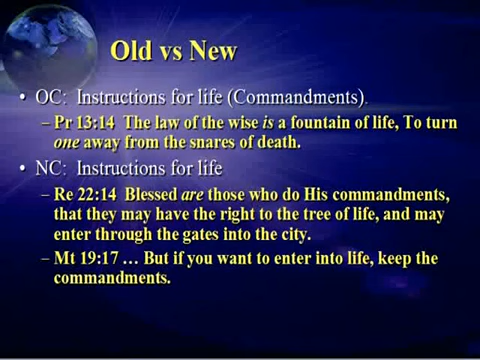 Old vs New
• OC: Instructions for life (Commandments).
– Pr 13:14 The law of the wise is a fountain of life, To turn
one away from the snares of death.
• NC: Instructions for life
– Re 22:14 Blessed are those who do His commandments,
that they may have the right to the tree of life, and may
enter through the gates into the city.
– Mt 19:17 … But if you want to enter into life, keep the
commandments.